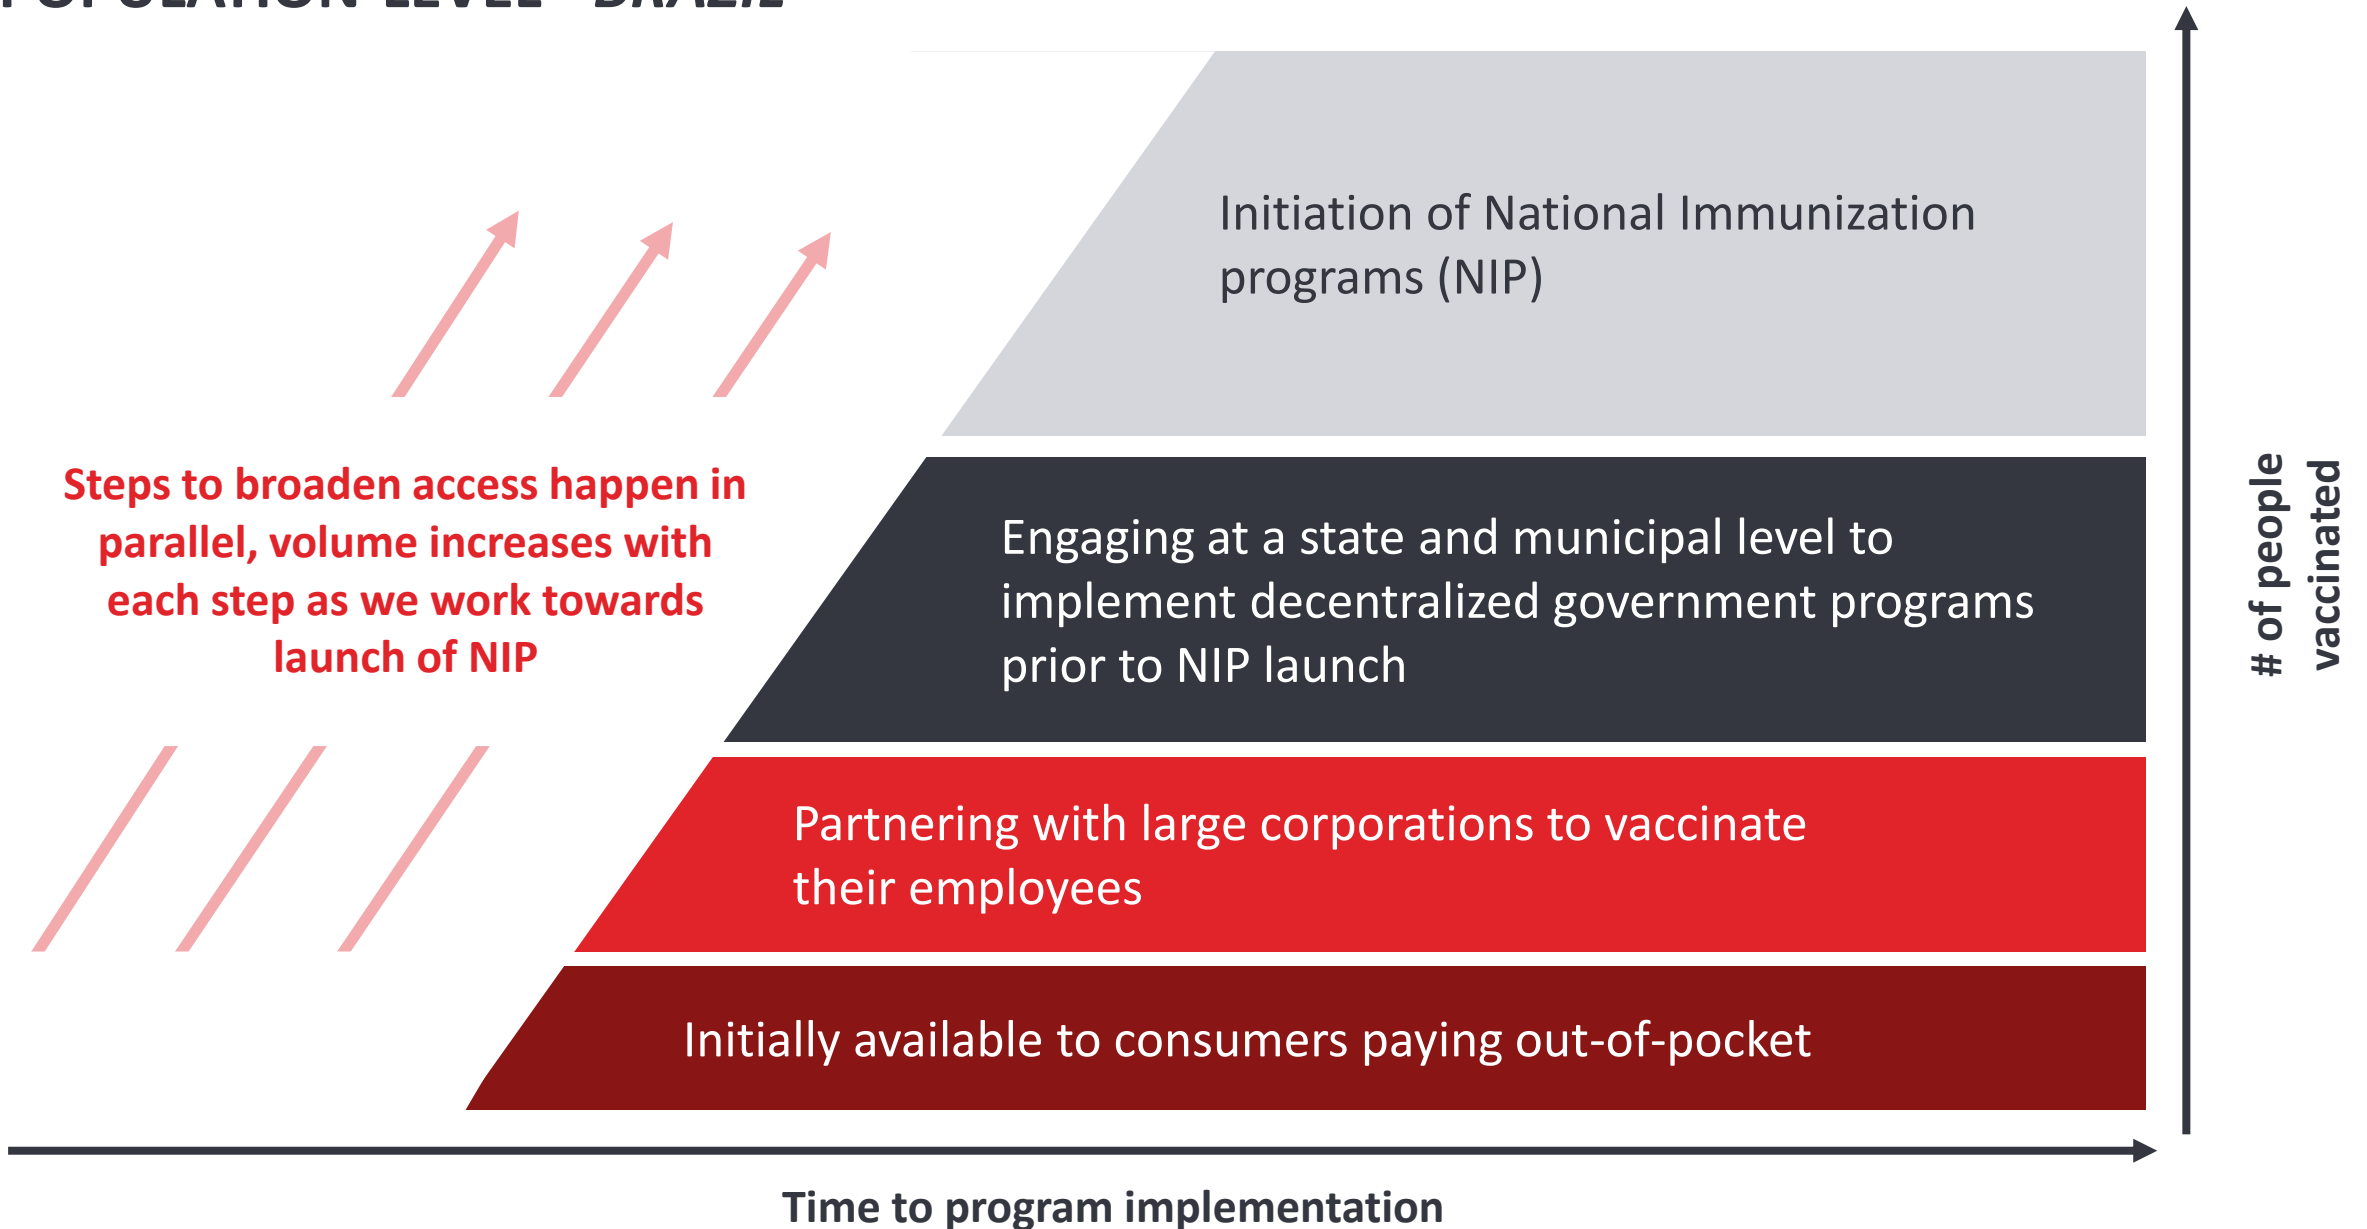 POPULATION LEVEL - BRAZIL
Initiation of National Immunization
programs (NIP)
Steps to broaden access happen in
parallel, volume increases with
each step as we work towards
launch of NIP
Engaging at a state and municipal level to
implement decentralized government programs
prior to NIP launch
Partnering with large corporations to vaccinate
their employees
Initially available to consumers paying out-of-pocket
# of people
vaccinated
Time to program implementation